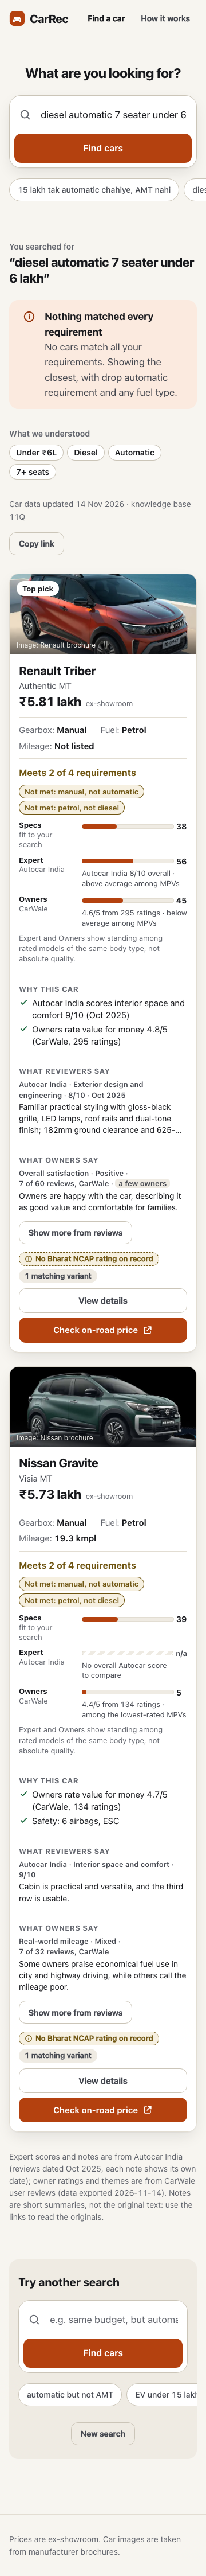 CarRec
Find a car
How it works
What are you looking for?
diesel automatic 7 seater under 6
Find cars
15 lakh tak automatic chahiye, AMT nahi
dies
You searched for
“diesel automatic 7 seater under
6 lakh”
Nothing matched every
requirement
No cars match all your
requirements. Showing the
closest, with drop automatic
requirement and any fuel type.
What we understood
Under ₹6L
Diesel
Automatic
7+ seats
Car data updated 14 Nov 2026 · knowledge base
11Q
Copy link
Top pick
Image: Renault brochure
Renault Triber
Authentic MT
₹5.81 lakh ex-showroom
Gearbox: Manual
Fuel: Petrol
Mileage: Not listed
Meets 2 of 4 requirements
Not met: manual, not automatic
Not met: petrol, not diesel
Specs
fit to your
search
38
Expert
Autocar India
56
Autocar India 8/10 overall ·
above average among MPVs
Owners
CarWale
45
4.6/5 from 295 ratings · below
average among MPVs
Expert and Owners show standing among
rated models of the same body type, not
absolute quality.
WHY THIS CAR
Autocar India scores interior space and
comfort 9/10 (Oct 2025)
Owners rate value for money 4.8/5
(CarWale, 295 ratings)
WHAT REVIEWERS SAY
Autocar India · Exterior design and
engineering · 8/10 · Oct 2025
Familiar practical styling with gloss-black
grille, LED lamps, roof rails and dual-tone
finish; 182mm ground clearance and 625-...
WHAT OWNERS SAY
Overall satisfaction · Positive ·
7 of 60 reviews, CarWale · a few owners
Owners are happy with the car, describing it
as good value and comfortable for families.
Show more from reviews
No Bharat NCAP rating on record
1 matching variant
View details
Check on-road price
Image: Nissan brochure
Nissan Gravite
Visia MT
₹5.73 lakh ex-showroom
Gearbox: Manual
Fuel: Petrol
Mileage: 19.3 kmpl
Meets 2 of 4 requirements
Not met: manual, not automatic
Not met: petrol, not diesel
Specs
fit to your
search
39
Expert
Autocar India
n/a
No overall Autocar score
to compare
Owners
CarWale
5
4.4/5 from 134 ratings ·
among the lowest-rated MPVs
Expert and Owners show standing among
rated models of the same body type, not
absolute quality.
WHY THIS CAR
Owners rate value for money 4.7/5
(CarWale, 134 ratings)
Safety: 6 airbags, ESC
WHAT REVIEWERS SAY
Autocar India · Interior space and comfort ·
9/10
Cabin is practical and versatile, and the third
row is usable.
WHAT OWNERS SAY
Real-world mileage · Mixed ·
7 of 32 reviews, CarWale
Some owners praise economical fuel use in
city and highway driving, while others call the
mileage poor.
Show more from reviews
No Bharat NCAP rating on record
1 matching variant
View details
Check on-road price
Expert scores and notes are from Autocar India
(reviews dated Oct 2025, each note shows its own
date); owner ratings and themes are from CarWale
user reviews (data exported 2026-11-14). Notes
are short summaries, not the original text: use the
links to read the originals.
Try another search
e.g. same budget, but automa
Find cars
automatic but not AMT
EV under 15 lakh
New search
Prices are ex-showroom. Car images are taken
from manufacturer brochures.